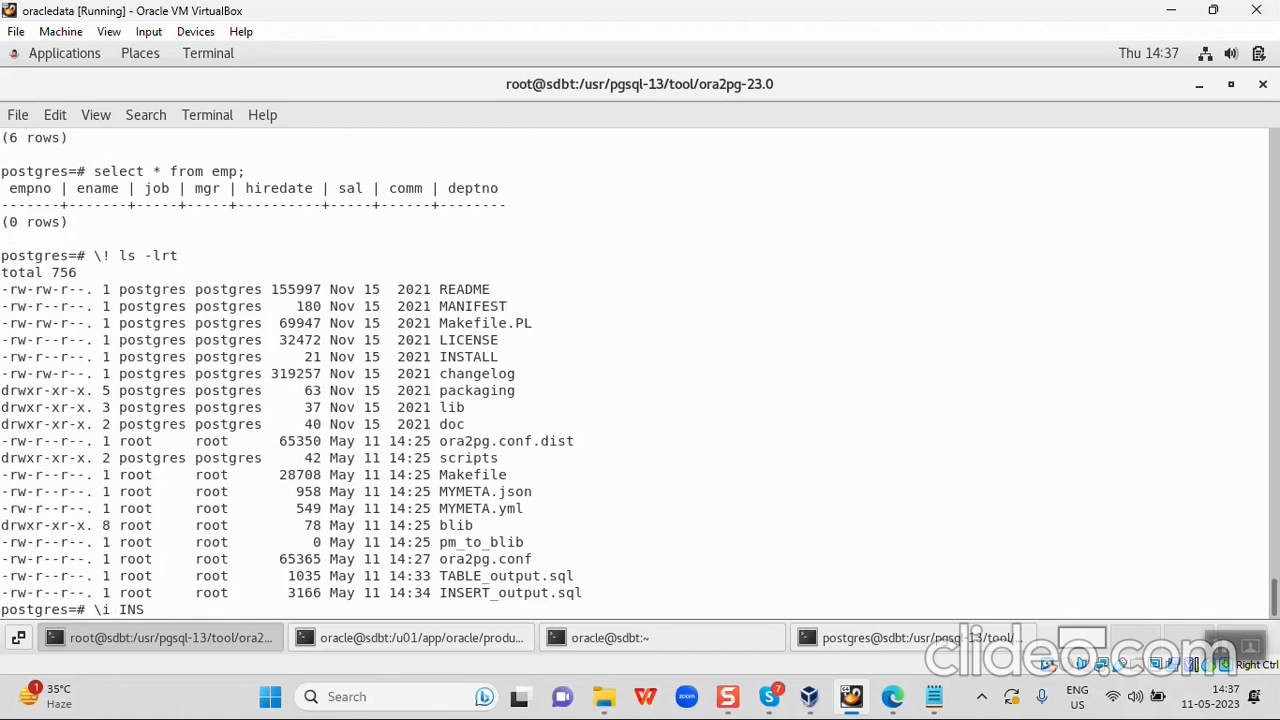 oracledata [Running] - Oracle VM VirtualBox
File Machine View Input Devices Help
Applications Places Terminal Thu 14:37
root@sdbt:/usr/pgsql-13/tool/ora2pg-23.0
File Edit View Search Terminal Help
(6 rows)
postgres=# select * from emp;
 empno | ename | job | mgr | hiredate | sal | comm | deptno
-------+-------+-----+-----+----------+-----+------+--------
(0 rows)
postgres=# \! ls -lrt
total 756
-rw-rw-r--. 1 postgres postgres 155997 Nov 15  2021 README
-rw-r--r--. 1 postgres postgres    180 Nov 15  2021 MANIFEST
-rw-rw-r--. 1 postgres postgres  69947 Nov 15  2021 Makefile.PL
-rw-r--r--. 1 postgres postgres  32472 Nov 15  2021 LICENSE
-rw-r--r--. 1 postgres postgres     21 Nov 15  2021 INSTALL
-rw-rw-r--. 1 postgres postgres 319257 Nov 15  2021 changelog
drwxr-xr-x. 5 postgres postgres     63 Nov 15  2021 packaging
drwxr-xr-x. 3 postgres postgres     37 Nov 15  2021 lib
drwxr-xr-x. 2 postgres postgres     40 Nov 15  2021 doc
-rw-r--r--. 1 root     root      65350 May 11 14:25 ora2pg.conf.dist
drwxr-xr-x. 2 postgres postgres     42 May 11 14:25 scripts
-rw-r--r--. 1 root     root      28708 May 11 14:25 Makefile
-rw-r--r--. 1 root     root        958 May 11 14:25 MYMETA.json
-rw-r--r--. 1 root     root        549 May 11 14:25 MYMETA.yml
drwxr-xr-x. 8 root     root         78 May 11 14:25 blib
-rw-r--r--. 1 root     root          0 May 11 14:25 pm_to_blib
-rw-r--r--. 1 root     root      65365 May 11 14:27 ora2pg.conf
-rw-r--r--. 1 root     root       1035 May 11 14:33 TABLE_output.sql
-rw-r--r--. 1 root     root       3166 May 11 14:34 INSERT_output.sql
postgres=# \i INS
root@sdbt:/usr/pgsql-13/tool/ora2... oracle@sdbt:/u01/app/oracle/produ... oracle@sdbt:~ postgres@sdbt:/usr/pgsql-13/tool/...
clideo.com
Right Ctrl
1 35°C Search 7 ENG 14:37
Haze US 11-05-2023